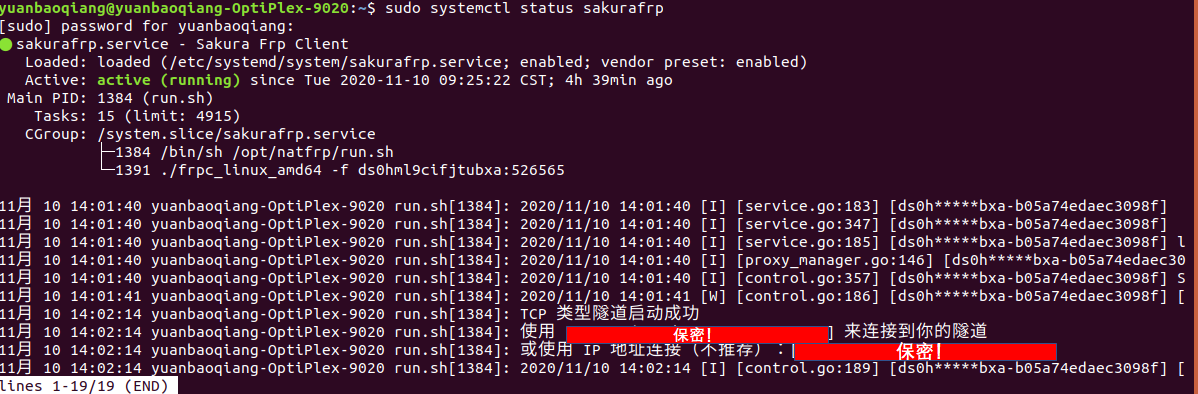 yuanbaoqiang@yuanbaoqiang-OptiPlex-9020:~$ sudo systemctl status sakurafrp
[sudo] password for yuanbaoqiang:
● sakurafrp.service - Sakura Frp Client
Loaded: loaded (/etc/systemd/system/sakurafrp.service; enabled; vendor preset: enabled)
Active: active (running) since Tue 2020-11-10 09:25:22 CST; 4h 39min ago
Main PID: 1384 (run.sh)
Tasks: 15 (limit: 4915)
CGroup: /system.slice/sakurafrp.service
├─1384 /bin/sh /opt/natfrp/run.sh
└─1391 ./frpc_linux_amd64 -f ds0hml9cifjtubxa:526565
11月 10 14:01:40 yuanbaoqiang-OptiPlex-9020 run.sh[1384]: 2020/11/10 14:01:40 [I] [service.go:183] [ds0h*****bxa-b05a74edaec3098f]
11月 10 14:01:40 yuanbaoqiang-OptiPlex-9020 run.sh[1384]: 2020/11/10 14:01:40 [I] [service.go:347] [ds0h*****bxa-b05a74edaec3098f]
11月 10 14:01:40 yuanbaoqiang-OptiPlex-9020 run.sh[1384]: 2020/11/10 14:01:40 [I] [service.go:185] [ds0h*****bxa-b05a74edaec3098f] l
11月 10 14:01:40 yuanbaoqiang-OptiPlex-9020 run.sh[1384]: 2020/11/10 14:01:40 [I] [proxy_manager.go:146] [ds0h*****bxa-b05a74edaec30
11月 10 14:01:40 yuanbaoqiang-OptiPlex-9020 run.sh[1384]: 2020/11/10 14:01:40 [I] [control.go:357] [ds0h*****bxa-b05a74edaec3098f] S
11月 10 14:01:41 yuanbaoqiang-OptiPlex-9020 run.sh[1384]: 2020/11/10 14:01:41 [W] [control.go:186] [ds0h*****bxa-b05a74edaec3098f] [
11月 10 14:02:14 yuanbaoqiang-OptiPlex-9020 run.sh[1384]: TCP 类型隧道启动成功
11月 10 14:02:14 yuanbaoqiang-OptiPlex-9020 run.sh[1384]: 使用 保密！ ] 来连接到你的隧道
11月 10 14:02:14 yuanbaoqiang-OptiPlex-9020 run.sh[1384]: 或使用 IP 地址连接（不推荐）：[ 保密！
11月 10 14:02:14 yuanbaoqiang-OptiPlex-9020 run.sh[1384]: 2020/11/10 14:02:14 [I] [control.go:189] [ds0h*****bxa-b05a74edaec3098f] [
lines 1-19/19 (END)